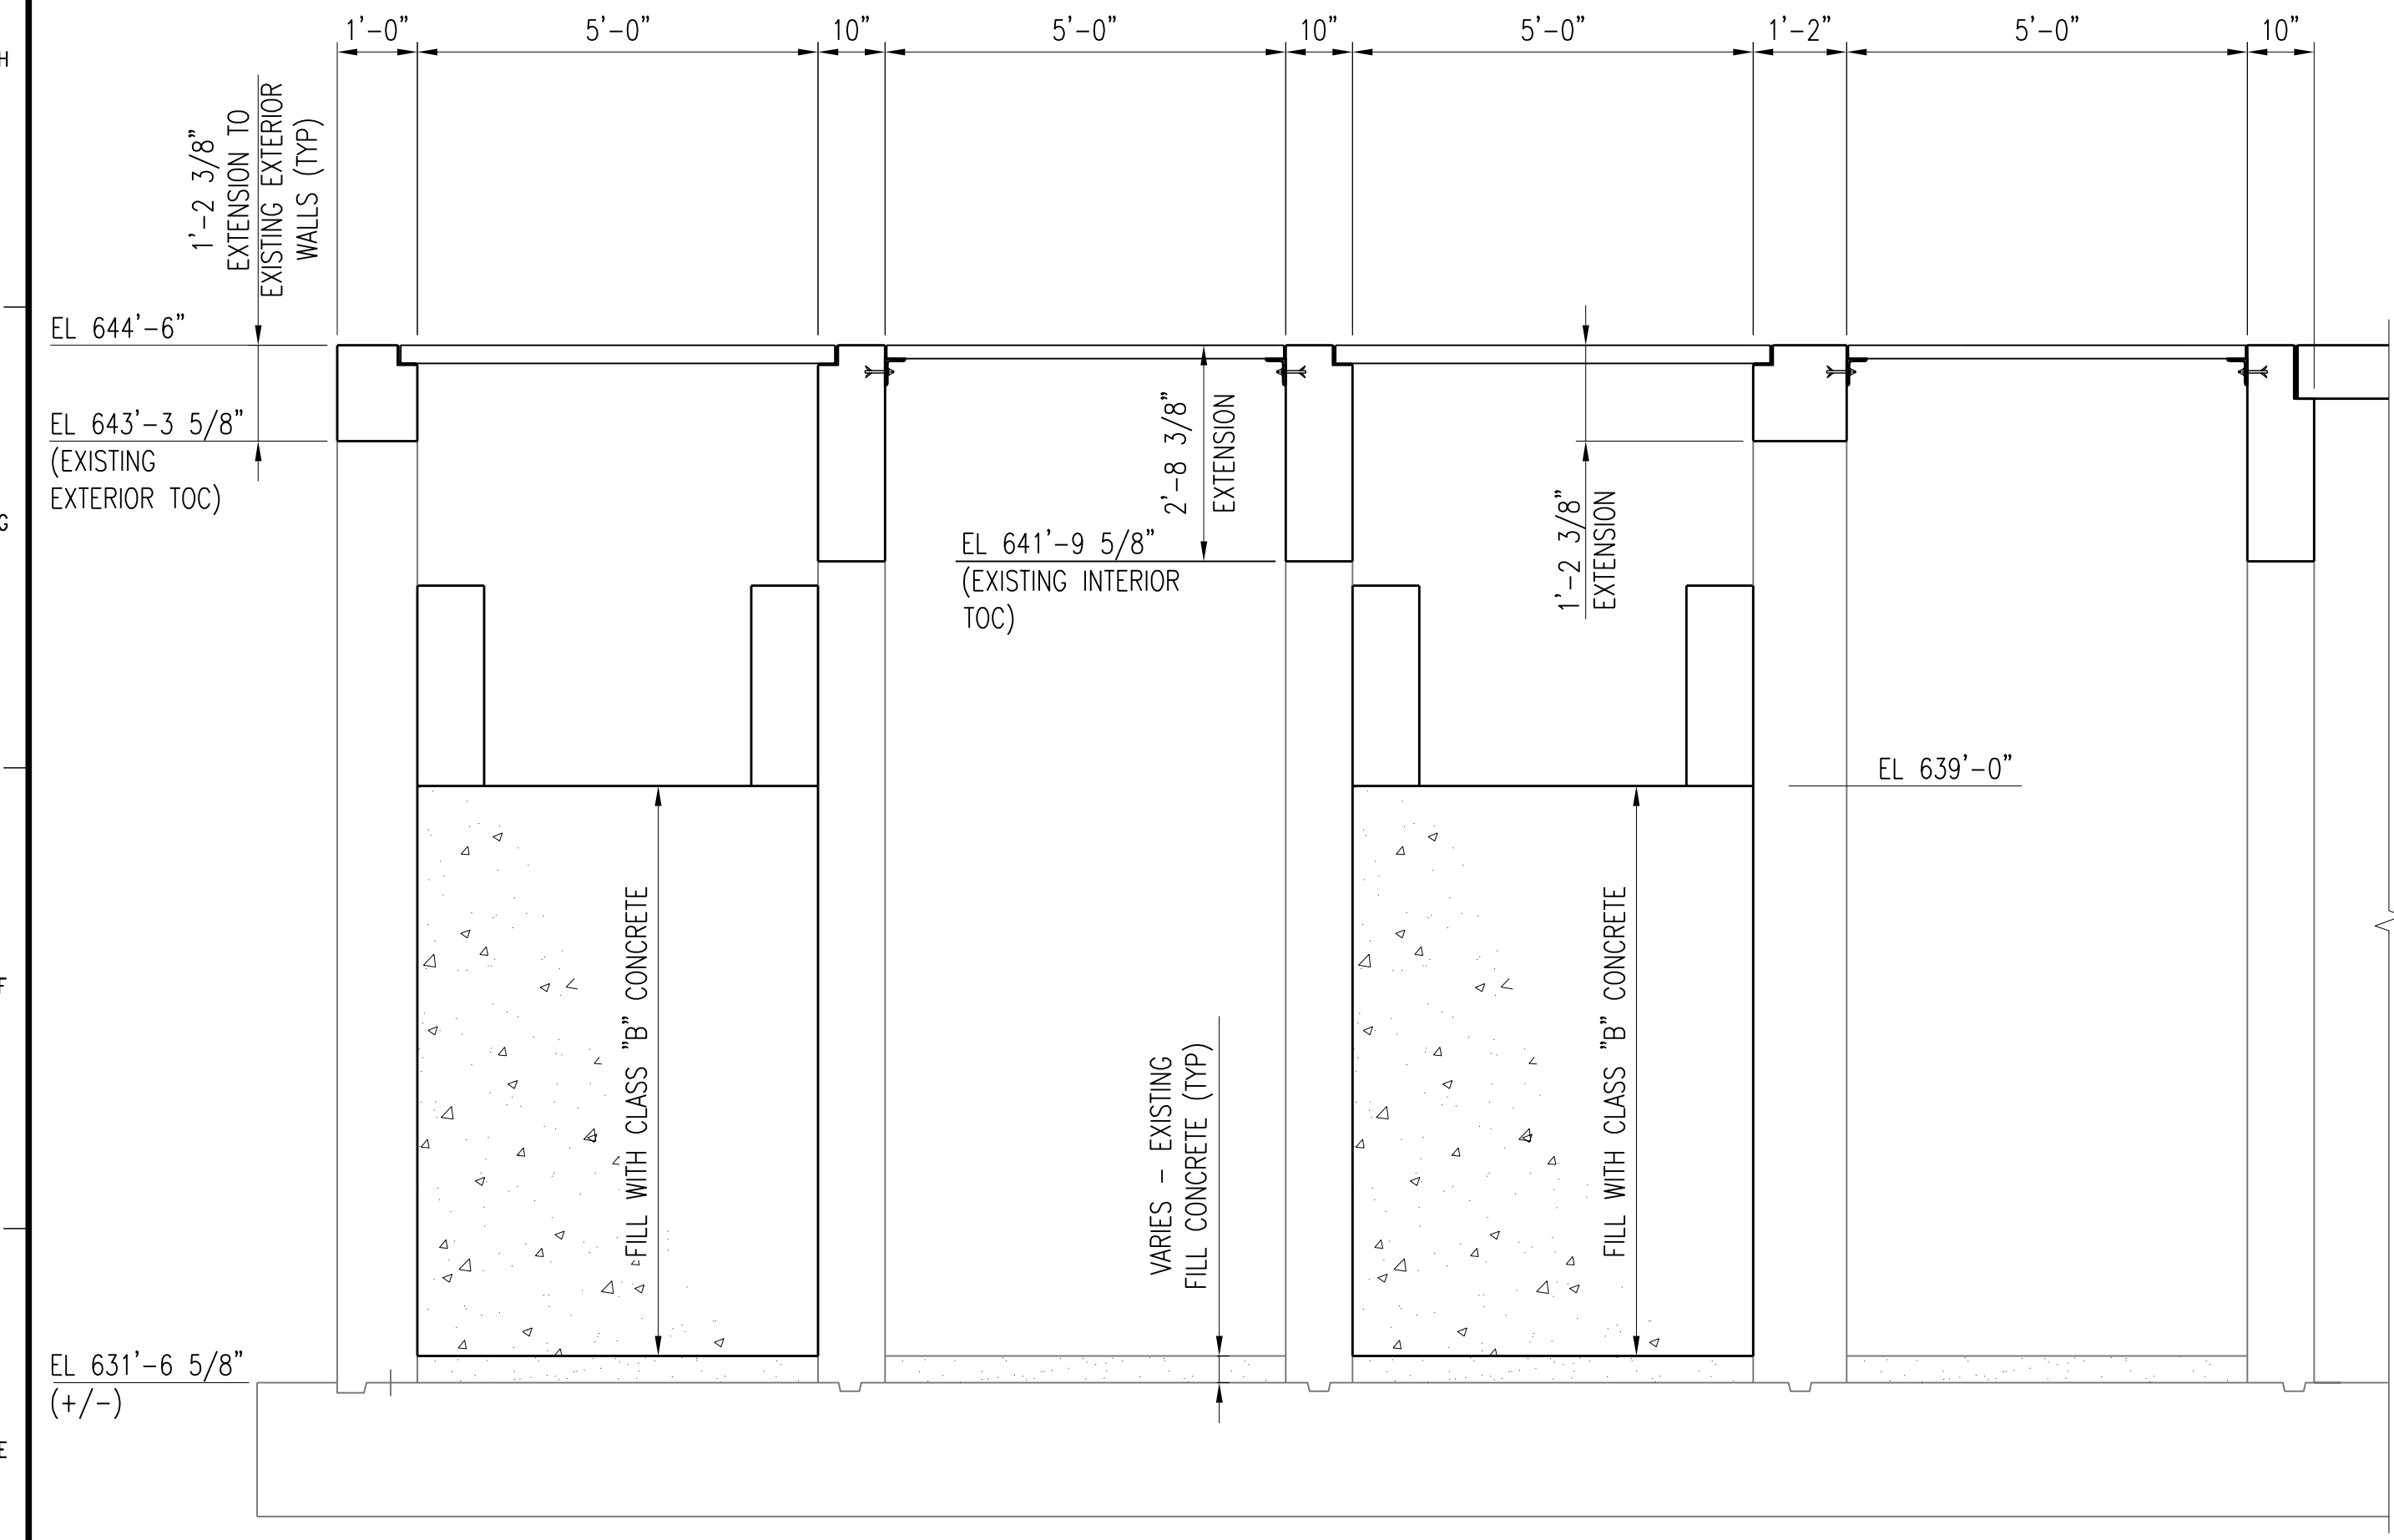 1'-0" 5'-0" 10" 5'-0" 10" 5'-0" 1'-2" 5'-0" 10"
H
1'-2 3/8"
EXTENSION TO
EXISTING EXTERIOR
WALLS (TYP)
EL 644'-6"
EL 643'-3 5/8"
(EXISTING
EXTERIOR TOC)
2'-8 3/8"
EXTENSION
G
EL 641'-9 5/8"
(EXISTING INTERIOR
TOC)
1'-2 3/8"
EXTENSION
EL 639'-0"
FILL WITH CLASS "B" CONCRETE
VARIES - EXISTING
FILL CONCRETE (TYP)
FILL WITH CLASS "B" CONCRETE
F
EL 631'-6 5/8"
(+/-)
E